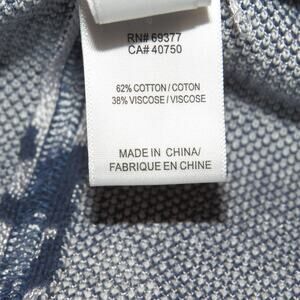 RN# 69377
CA# 40750
62% COTTON / COTON
38% VISCOSE / VISCOSE
MADE IN CHINA/
FABRIQUE EN CHINE